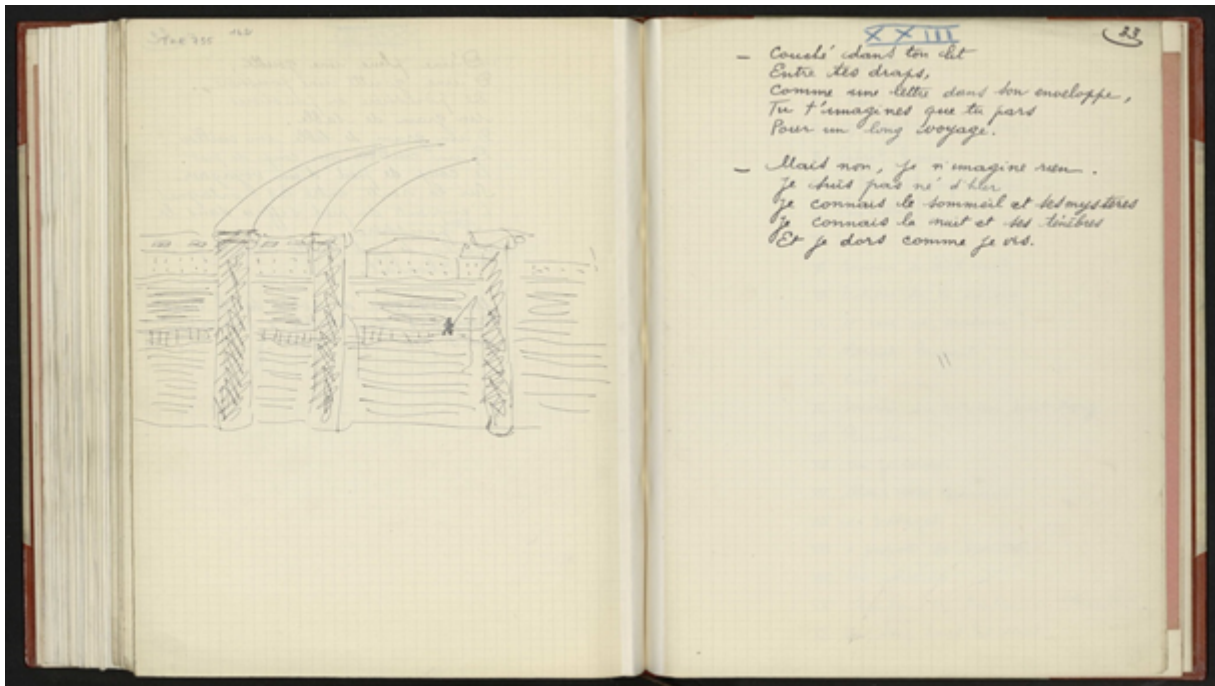 XXIII
23
— Couché dans ton lit
Entre tes draps,
Comme une lettre dans son enveloppe,
Tu t'imagines que tu pars
Pour un long voyage.
— Mais non, je n'imagine rien.
Je suis pas né d'hier
Je connais le sommeil et ses mystères
Je connais la nuit et ses ténèbres
Et je dors comme je vis.